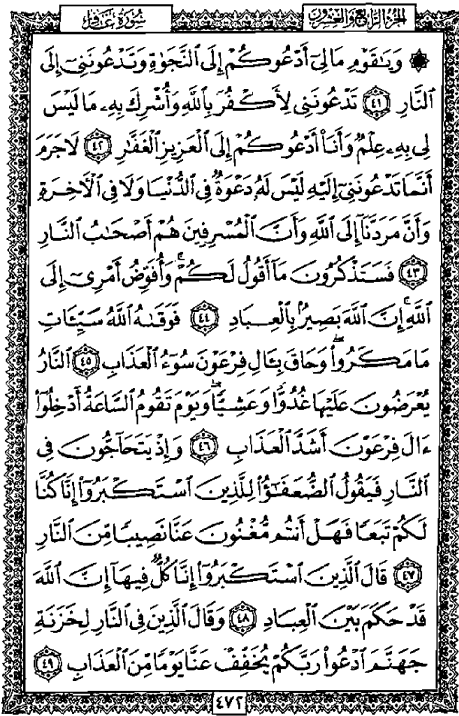 سُورَةُ غَافِر
الجزء الرابع والعشرون
۞ وَيَـٰقَوْمِ مَا لِىٓ أَدْعُوكُمْ إِلَى ٱلنَّجَوٰةِ وَتَدْعُونَنِىٓ إِلَى
ٱلنَّارِ ٤١ تَدْعُونَنِى لِأَكْفُرَ بِٱللَّهِ وَأُشْرِكَ بِهِۦ مَا لَيْسَ
لِى بِهِۦ عِلْمٌ وَأَنَا۠ أَدْعُوكُمْ إِلَى ٱلْعَزِيزِ ٱلْغَفَّـٰرِ ٤٢ لَا جَرَمَ
أَنَّمَا تَدْعُونَنِىٓ إِلَيْهِ لَيْسَ لَهُۥ دَعْوَةٌ فِى ٱلدُّنْيَا وَلَا فِى ٱلْـَٔاخِرَةِ
وَأَنَّ مَرَدَّنَآ إِلَى ٱللَّهِ وَأَنَّ ٱلْمُسْرِفِينَ هُمْ أَصْحَـٰبُ ٱلنَّارِ
٤٣ فَسَتَذْكُرُونَ مَآ أَقُولُ لَكُمْ ۚ وَأُفَوِّضُ أَمْرِىٓ إِلَى
ٱللَّهِ ۚ إِنَّ ٱللَّهَ بَصِيرٌۢ بِٱلْعِبَادِ ٤٤ فَوَقَىٰهُ ٱللَّهُ سَيِّـَٔاتِ
مَا مَكَرُوا۟ ۖ وَحَاقَ بِـَٔالِ فِرْعَوْنَ سُوٓءُ ٱلْعَذَابِ ٤٥ ٱلنَّارُ
يُعْرَضُونَ عَلَيْهَا غُدُوًّا وَعَشِيًّا ۖ وَيَوْمَ تَقُومُ ٱلسَّاعَةُ أَدْخِلُوٓا۟
ءَالَ فِرْعَوْنَ أَشَدَّ ٱلْعَذَابِ ٤٦ وَإِذْ يَتَحَآجُّونَ فِى
ٱلنَّارِ فَيَقُولُ ٱلضُّعَفَـٰٓؤُا۟ لِلَّذِينَ ٱسْتَكْبَرُوٓا۟ إِنَّا كُنَّا
لَكُمْ تَبَعًا فَهَلْ أَنتُم مُّغْنُونَ عَنَّا نَصِيبًا مِّنَ ٱلنَّارِ
٤٧ قَالَ ٱلَّذِينَ ٱسْتَكْبَرُوٓا۟ إِنَّا كُلٌّ فِيهَآ إِنَّ ٱللَّهَ
قَدْ حَكَمَ بَيْنَ ٱلْعِبَادِ ٤٨ وَقَالَ ٱلَّذِينَ فِى ٱلنَّارِ لِخَزَنَةِ
جَهَنَّمَ ٱدْعُوا۟ رَبَّكُمْ يُخَفِّفْ عَنَّا يَوْمًا مِّنَ ٱلْعَذَابِ ٤٩
٤٧٢